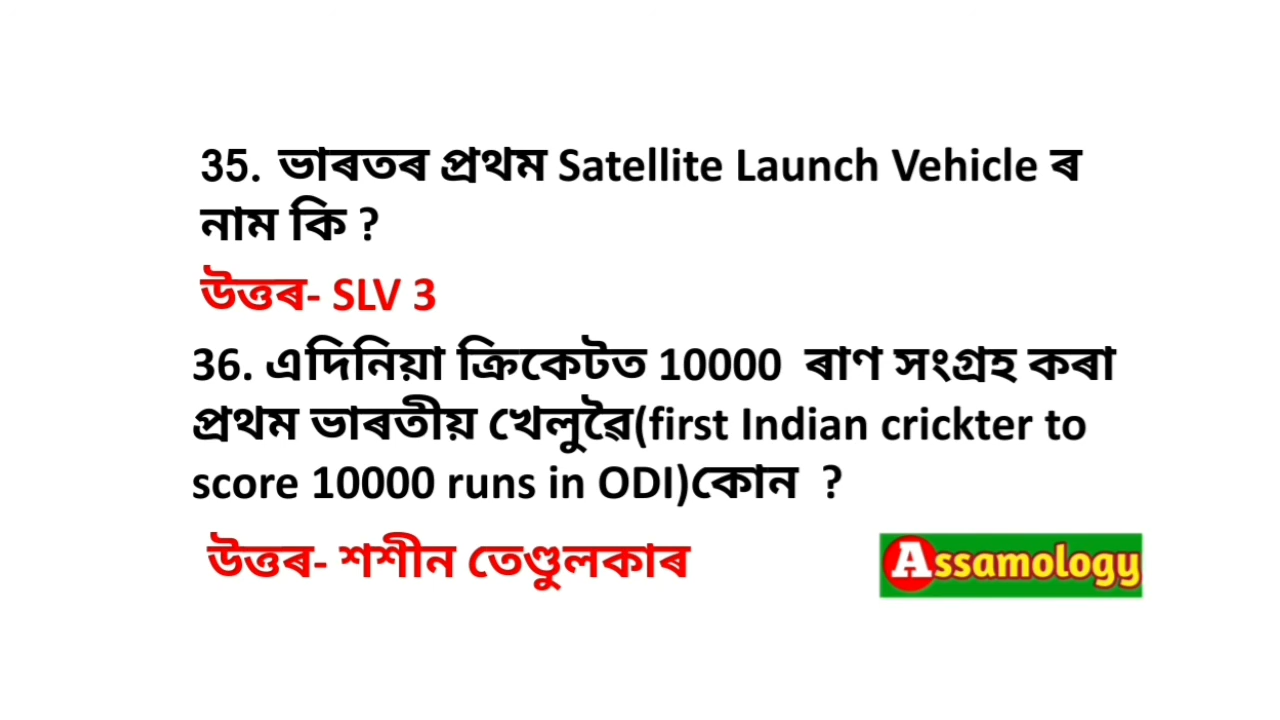 35. ভাৰতৰ প্ৰথম Satellite Launch Vehicle ৰ
নাম কি ?
উত্তৰ- SLV 3
36. এদিনিয়া ক্ৰিকেটত 10000 ৰাণ সংগ্ৰহ কৰা
প্ৰথম ভাৰতীয় খেলুৱৈ(first Indian crickter to
score 10000 runs in ODI)কোন ?
উত্তৰ- শশীন তেণ্ডুলকাৰ
Assamology